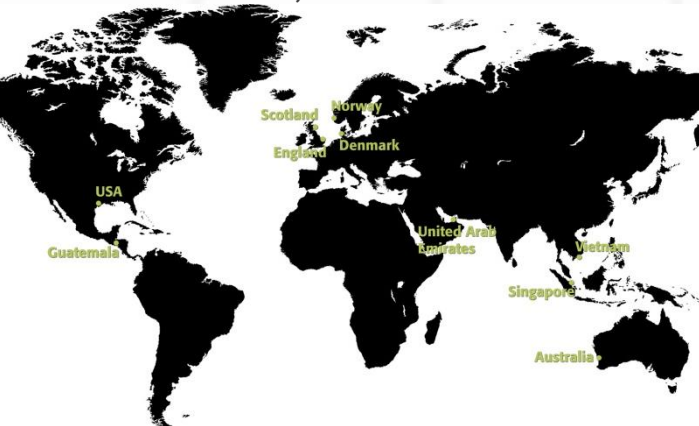 Norway
Scotland
Denmark
England
USA
United Arab
Emirates
Vietnam
Guatemala
Singapore
Australia